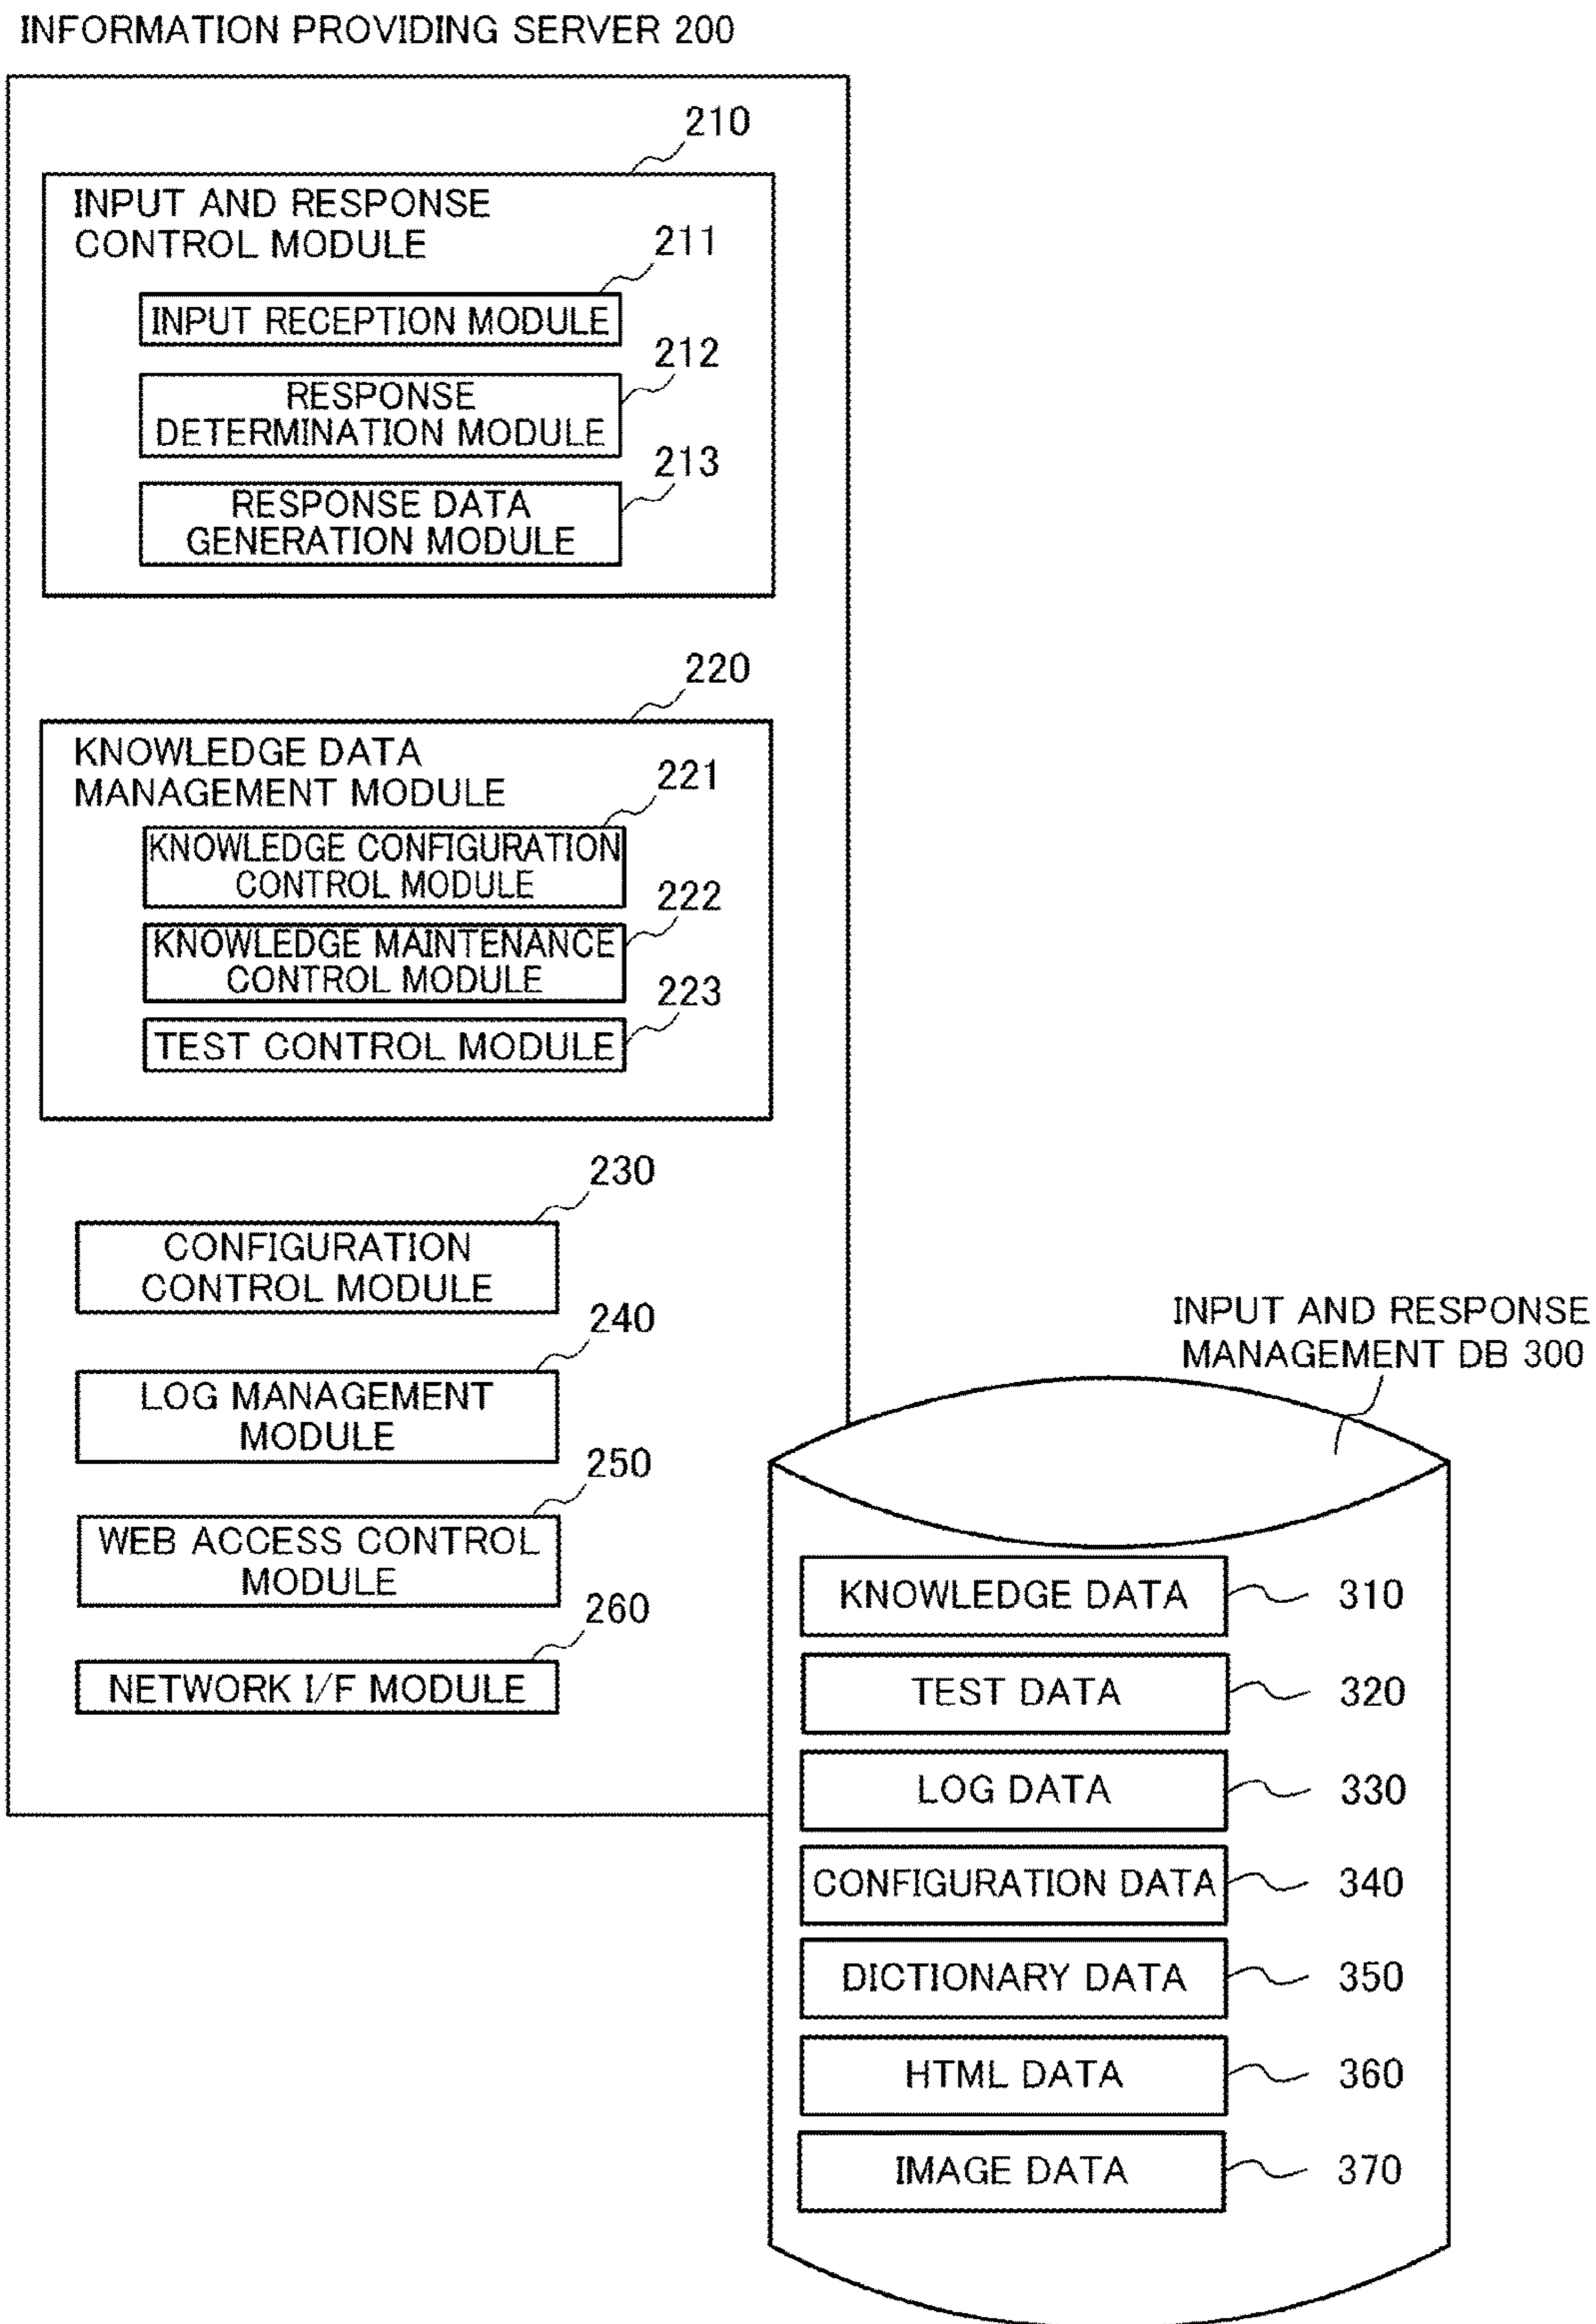 INFORMATION PROVIDING SERVER 200
210
INPUT AND RESPONSE
CONTROL MODULE
211
INPUT RECEPTION MODULE
212
RESPONSE
DETERMINATION MODULE
213
RESPONSE DATA
GENERATION MODULE
220
KNOWLEDGE DATA
MANAGEMENT MODULE
221
KNOWLEDGE CONFIGURATION
CONTROL MODULE
222
KNOWLEDGE MAINTENANCE
CONTROL MODULE
223
TEST CONTROL MODULE
230
CONFIGURATION
CONTROL MODULE
240
LOG MANAGEMENT
MODULE
250
WEB ACCESS CONTROL
MODULE
260
NETWORK I/F MODULE
INPUT AND RESPONSE
MANAGEMENT DB 300
KNOWLEDGE DATA 310
TEST DATA 320
LOG DATA 330
CONFIGURATION DATA 340
DICTIONARY DATA 350
HTML DATA 360
IMAGE DATA 370